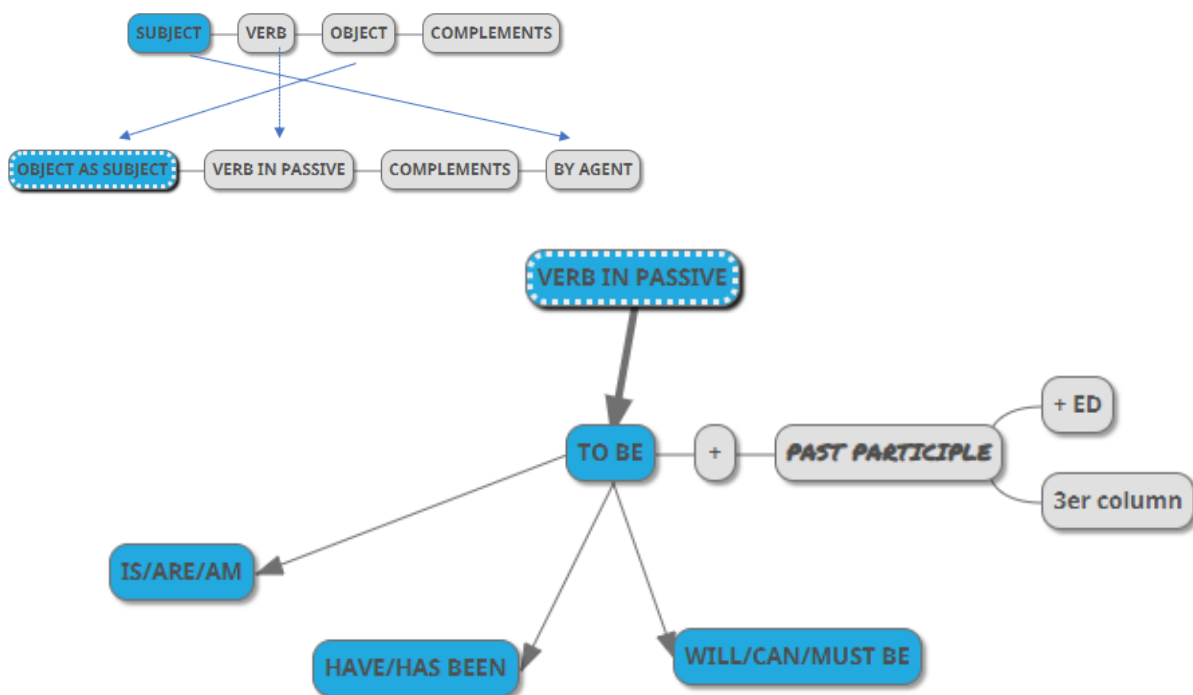 SUBJECT VERB OBJECT COMPLEMENTS
OBJECT AS SUBJECT VERB IN PASSIVE COMPLEMENTS BY AGENT
VERB IN PASSIVE
+ ED
TO BE + PAST PARTICIPLE
3er column
IS/ARE/AM
HAVE/HAS BEEN
WILL/CAN/MUST BE